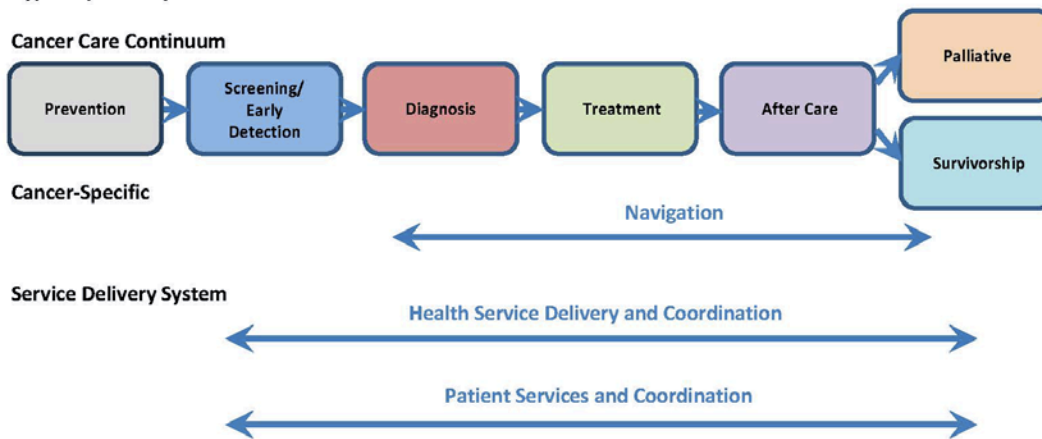 Cancer Care Continuum
Prevention
Screening/
Early
Detection
Diagnosis
Treatment
After Care
Palliative
Survivorship
Cancer-Specific
Navigation
Service Delivery System
Health Service Delivery and Coordination
Patient Services and Coordination